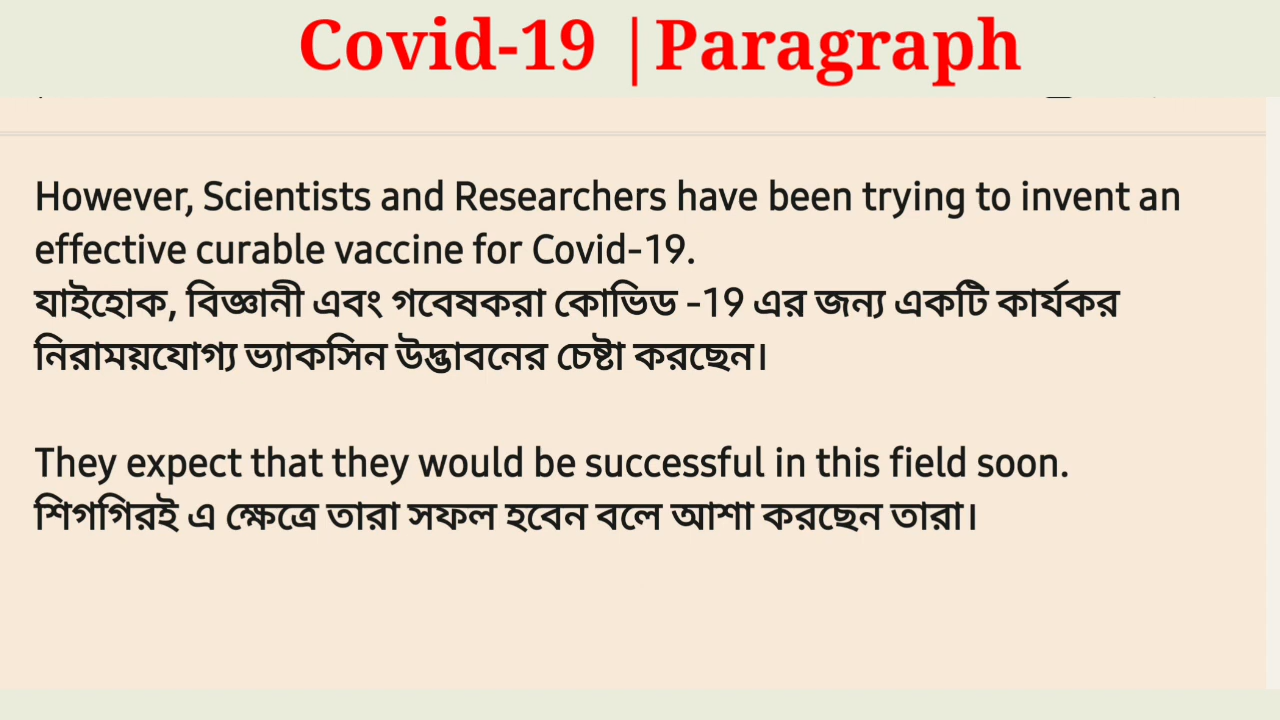 Covid-19 |Paragraph
However, Scientists and Researchers have been trying to invent an
effective curable vaccine for Covid-19.
যাইহোক, বিজ্ঞানী এবং গবেষকরা কোভিড -19 এর জন্য একটি কার্যকর
নিরাময়যোগ্য ভ্যাকসিন উদ্ভাবনের চেষ্টা করছেন।
They expect that they would be successful in this field soon.
শিগগিরই এ ক্ষেত্রে তারা সফল হবেন বলে আশা করছেন তারা।